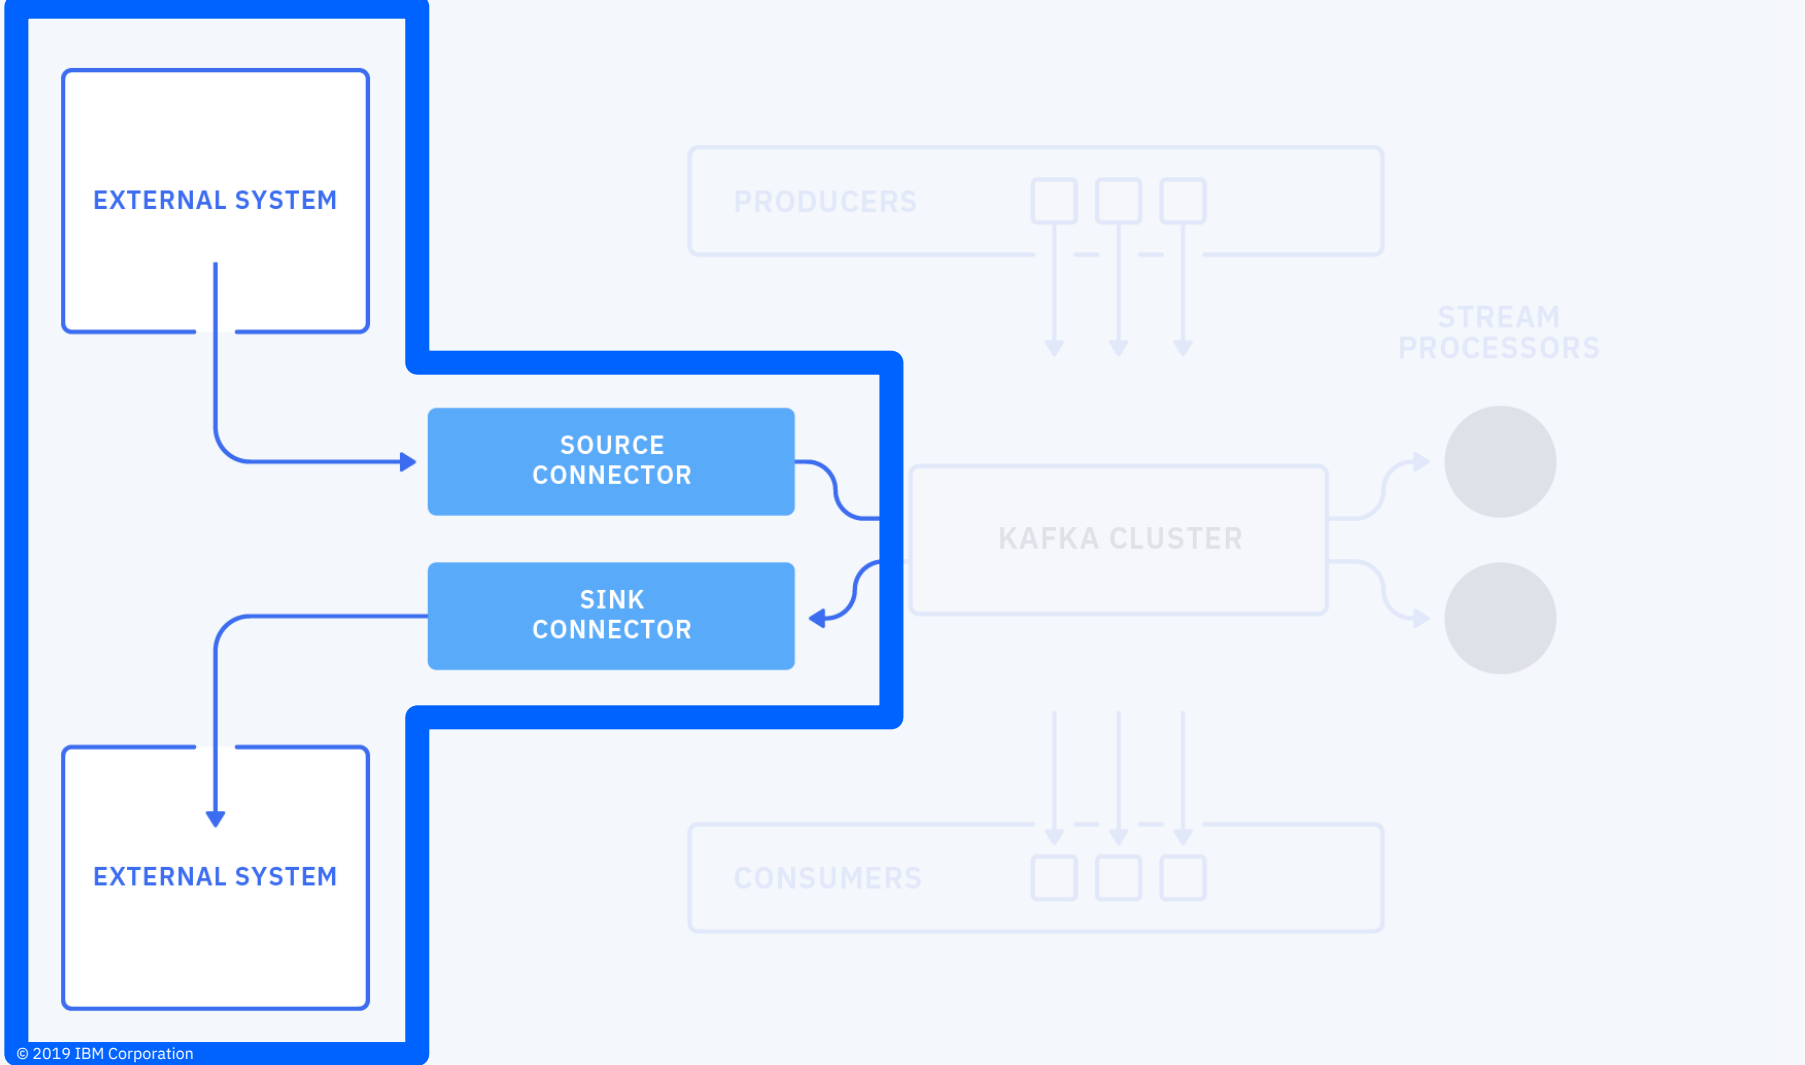 EXTERNAL SYSTEM
PRODUCERS
STREAM
PROCESSORS
SOURCE
CONNECTOR
KAFKA CLUSTER
SINK
CONNECTOR
EXTERNAL SYSTEM
CONSUMERS
© 2019 IBM Corporation